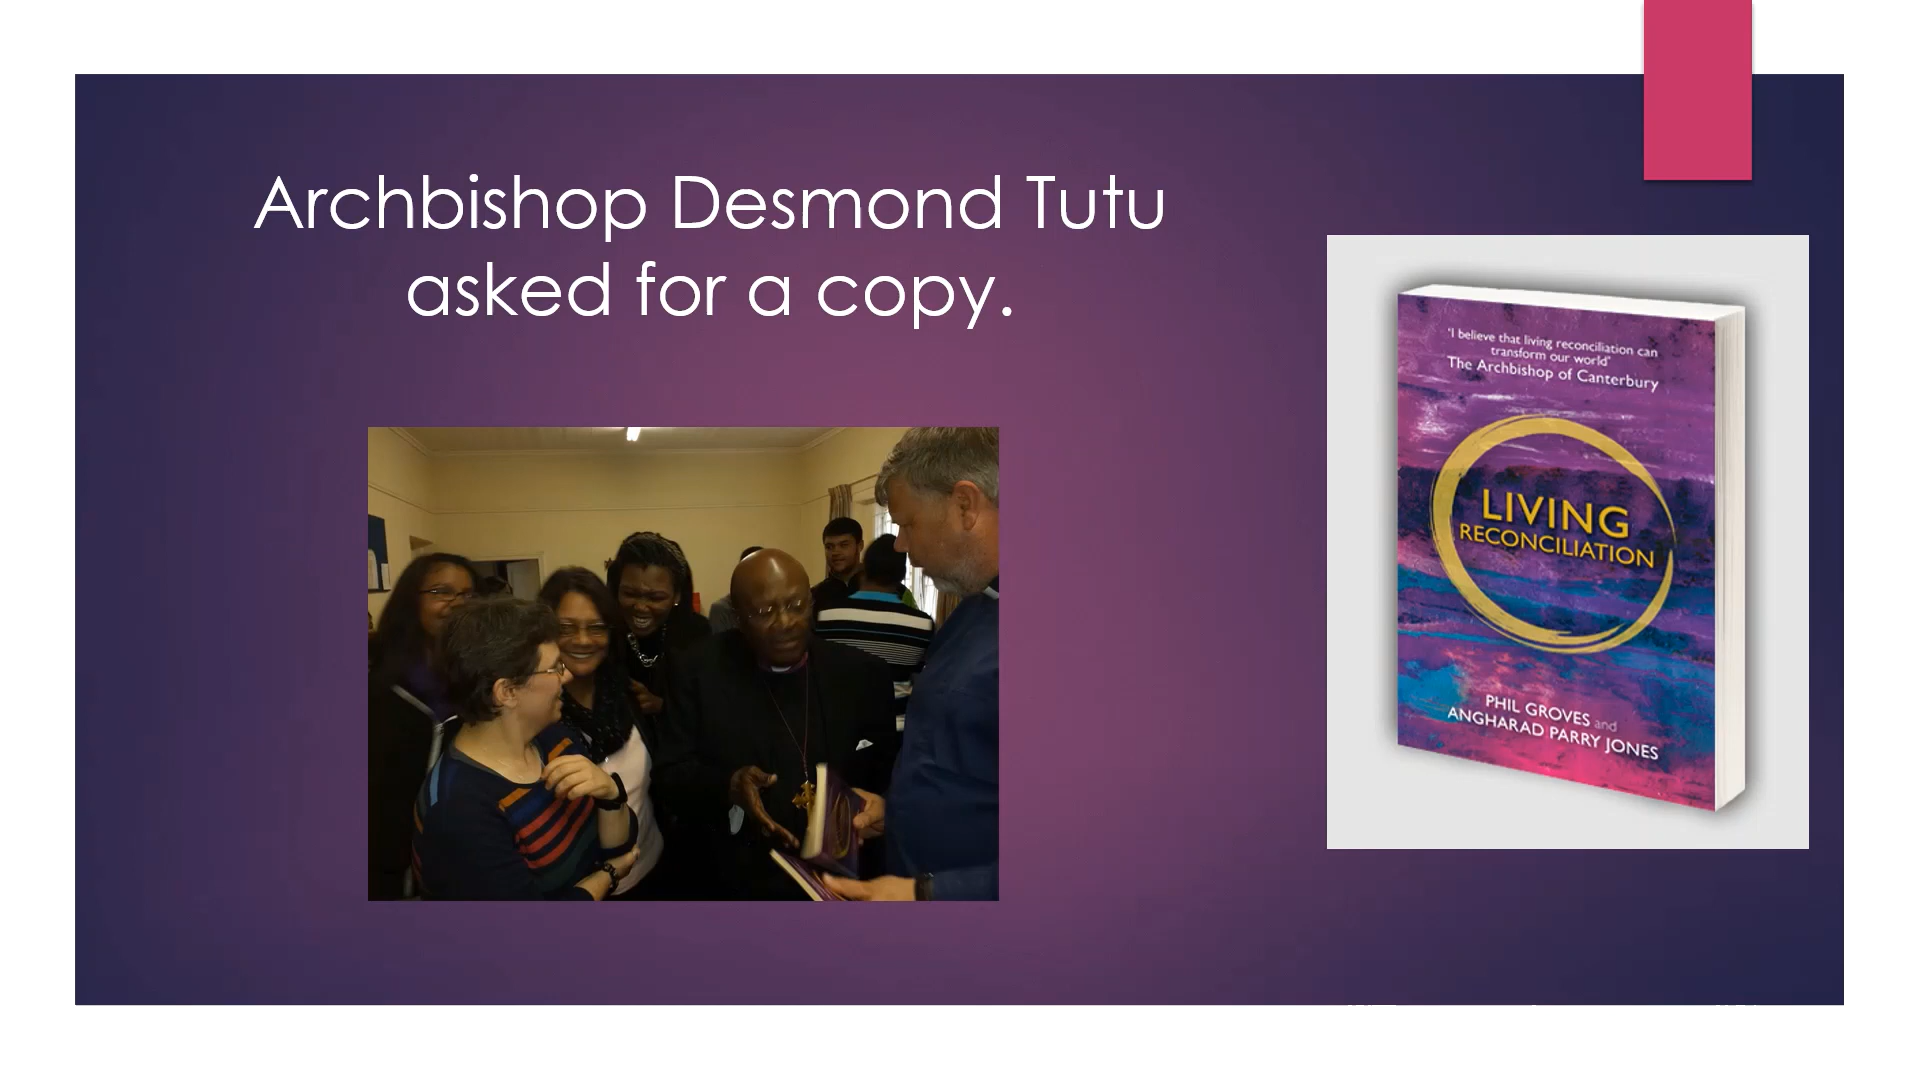 Archbishop Desmond Tutu
asked for a copy.
'I believe that living reconciliation can
transform our world'
The Archbishop of Canterbury
LIVING
RECONCILIATION
PHIL GROVES and
ANGHARAD PARRY JONES